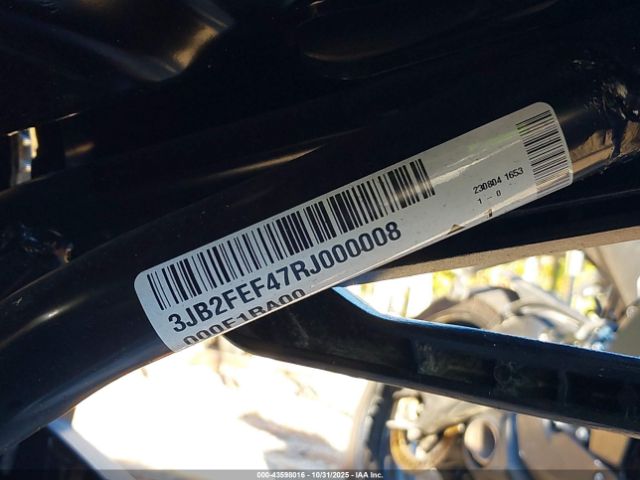 230804 1653
1 - 0
3JB2FEF47RJ000008
000F1BA00
000-43598016 - 10/31/2025 - IAA Inc.